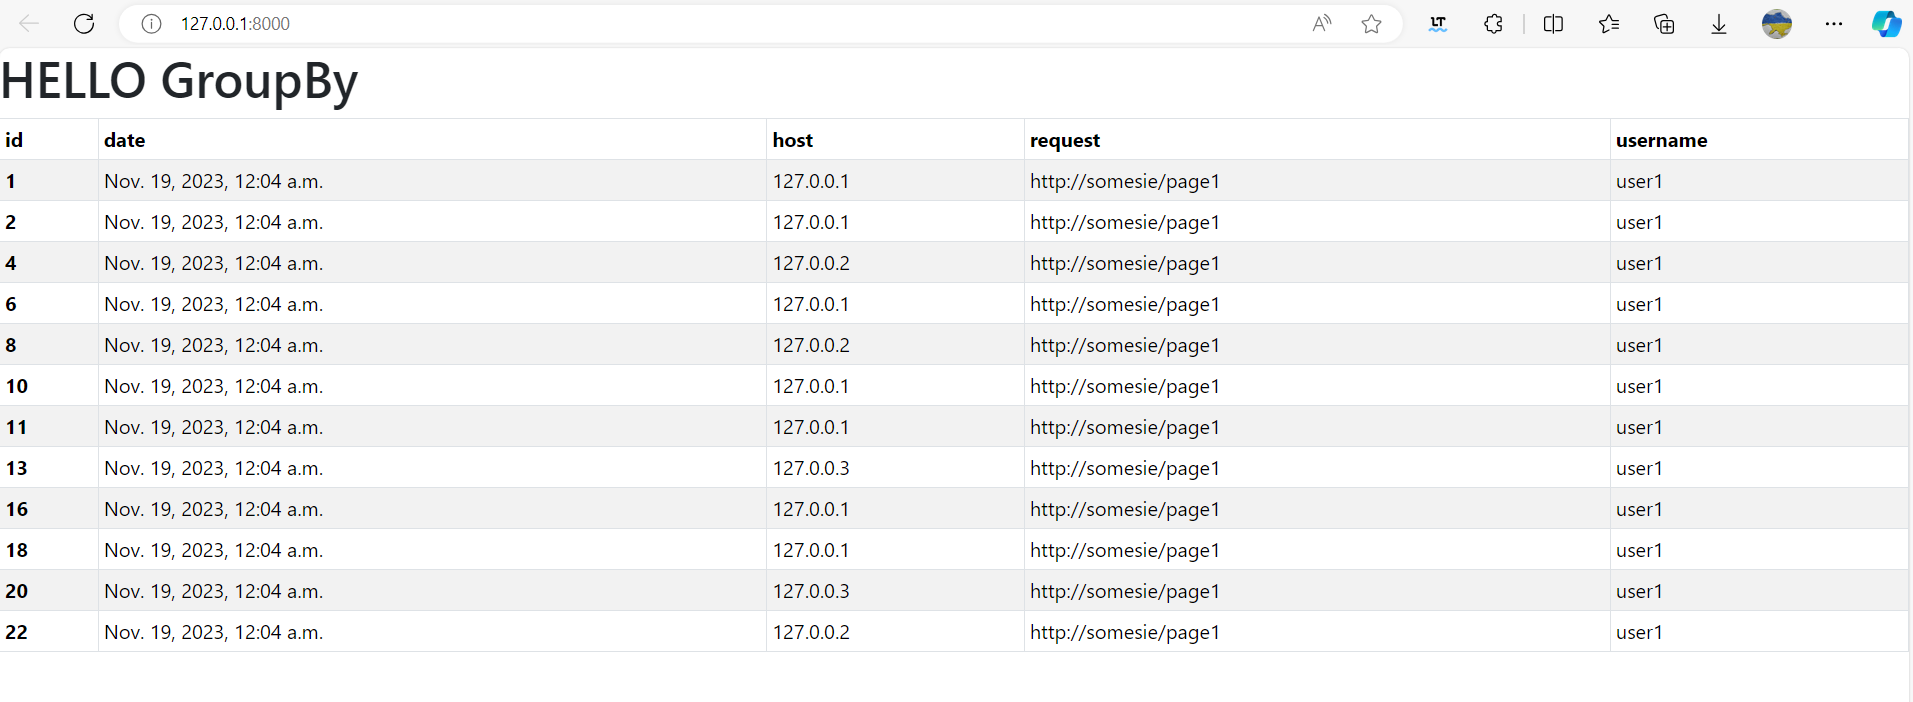 127.0.0.1:8000
HELLO GroupBy
id date host request username
1 Nov. 19, 2023, 12:04 a.m. 127.0.0.1 http://somesie/page1 user1
2 Nov. 19, 2023, 12:04 a.m. 127.0.0.1 http://somesie/page1 user1
4 Nov. 19, 2023, 12:04 a.m. 127.0.0.2 http://somesie/page1 user1
6 Nov. 19, 2023, 12:04 a.m. 127.0.0.1 http://somesie/page1 user1
8 Nov. 19, 2023, 12:04 a.m. 127.0.0.2 http://somesie/page1 user1
10 Nov. 19, 2023, 12:04 a.m. 127.0.0.1 http://somesie/page1 user1
11 Nov. 19, 2023, 12:04 a.m. 127.0.0.1 http://somesie/page1 user1
13 Nov. 19, 2023, 12:04 a.m. 127.0.0.3 http://somesie/page1 user1
16 Nov. 19, 2023, 12:04 a.m. 127.0.0.1 http://somesie/page1 user1
18 Nov. 19, 2023, 12:04 a.m. 127.0.0.1 http://somesie/page1 user1
20 Nov. 19, 2023, 12:04 a.m. 127.0.0.3 http://somesie/page1 user1
22 Nov. 19, 2023, 12:04 a.m. 127.0.0.2 http://somesie/page1 user1